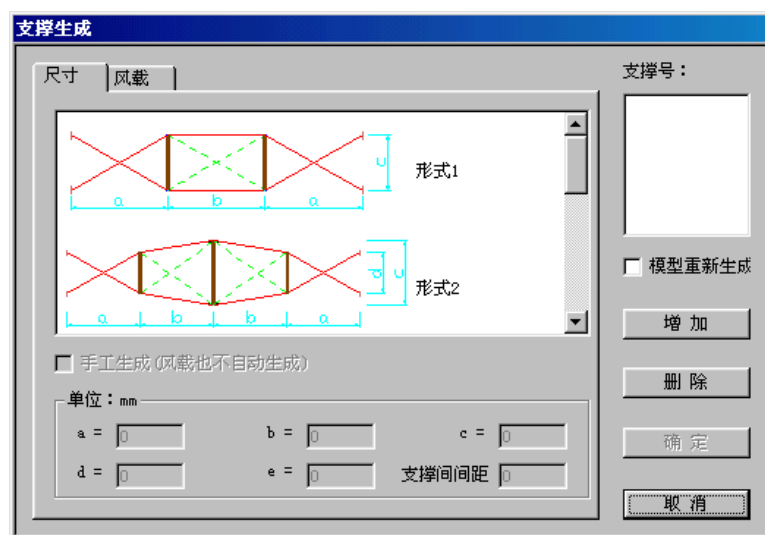 支撑生成
尺寸 风载
支撑号：
c
形式1
a b a
d c
形式2
a b b a
模型重新生成
增 加
删 除
确 定
取 消
手工生成(风载也不自动生成)
单位：mm
a = 0 b = 0 c = 0
d = 0 e = 0 支撑间间距 0